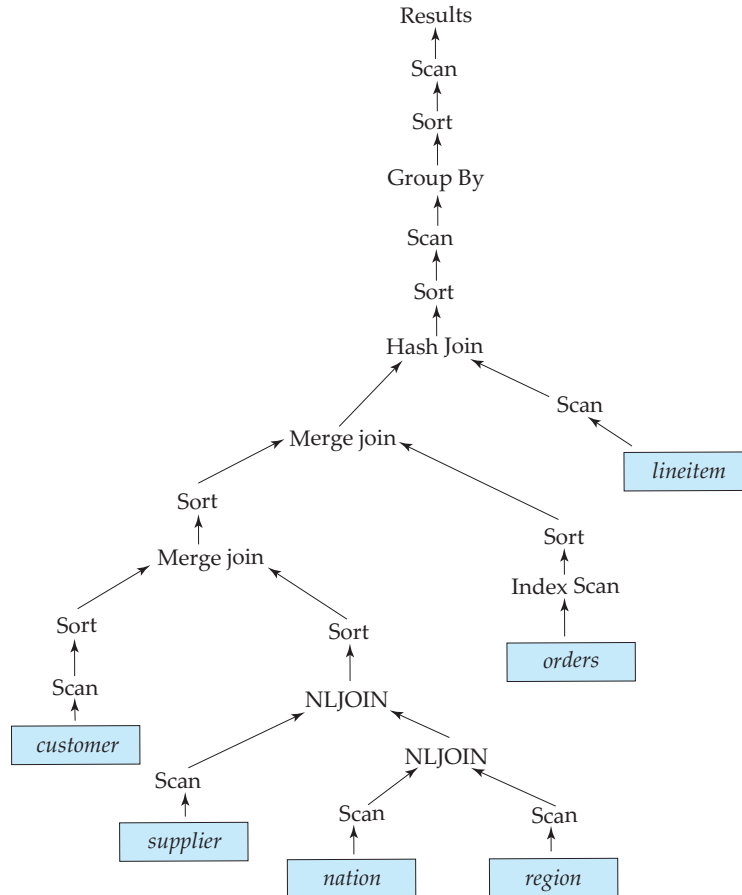 Results
Scan
Sort
Group By
Scan
Sort
Hash Join
Scan
Merge join
lineitem
Sort
Sort
Merge join
Index Scan
Sort
Sort
orders
Scan
NLJOIN
customer
NLJOIN
Scan
Scan
Scan
supplier
nation
region